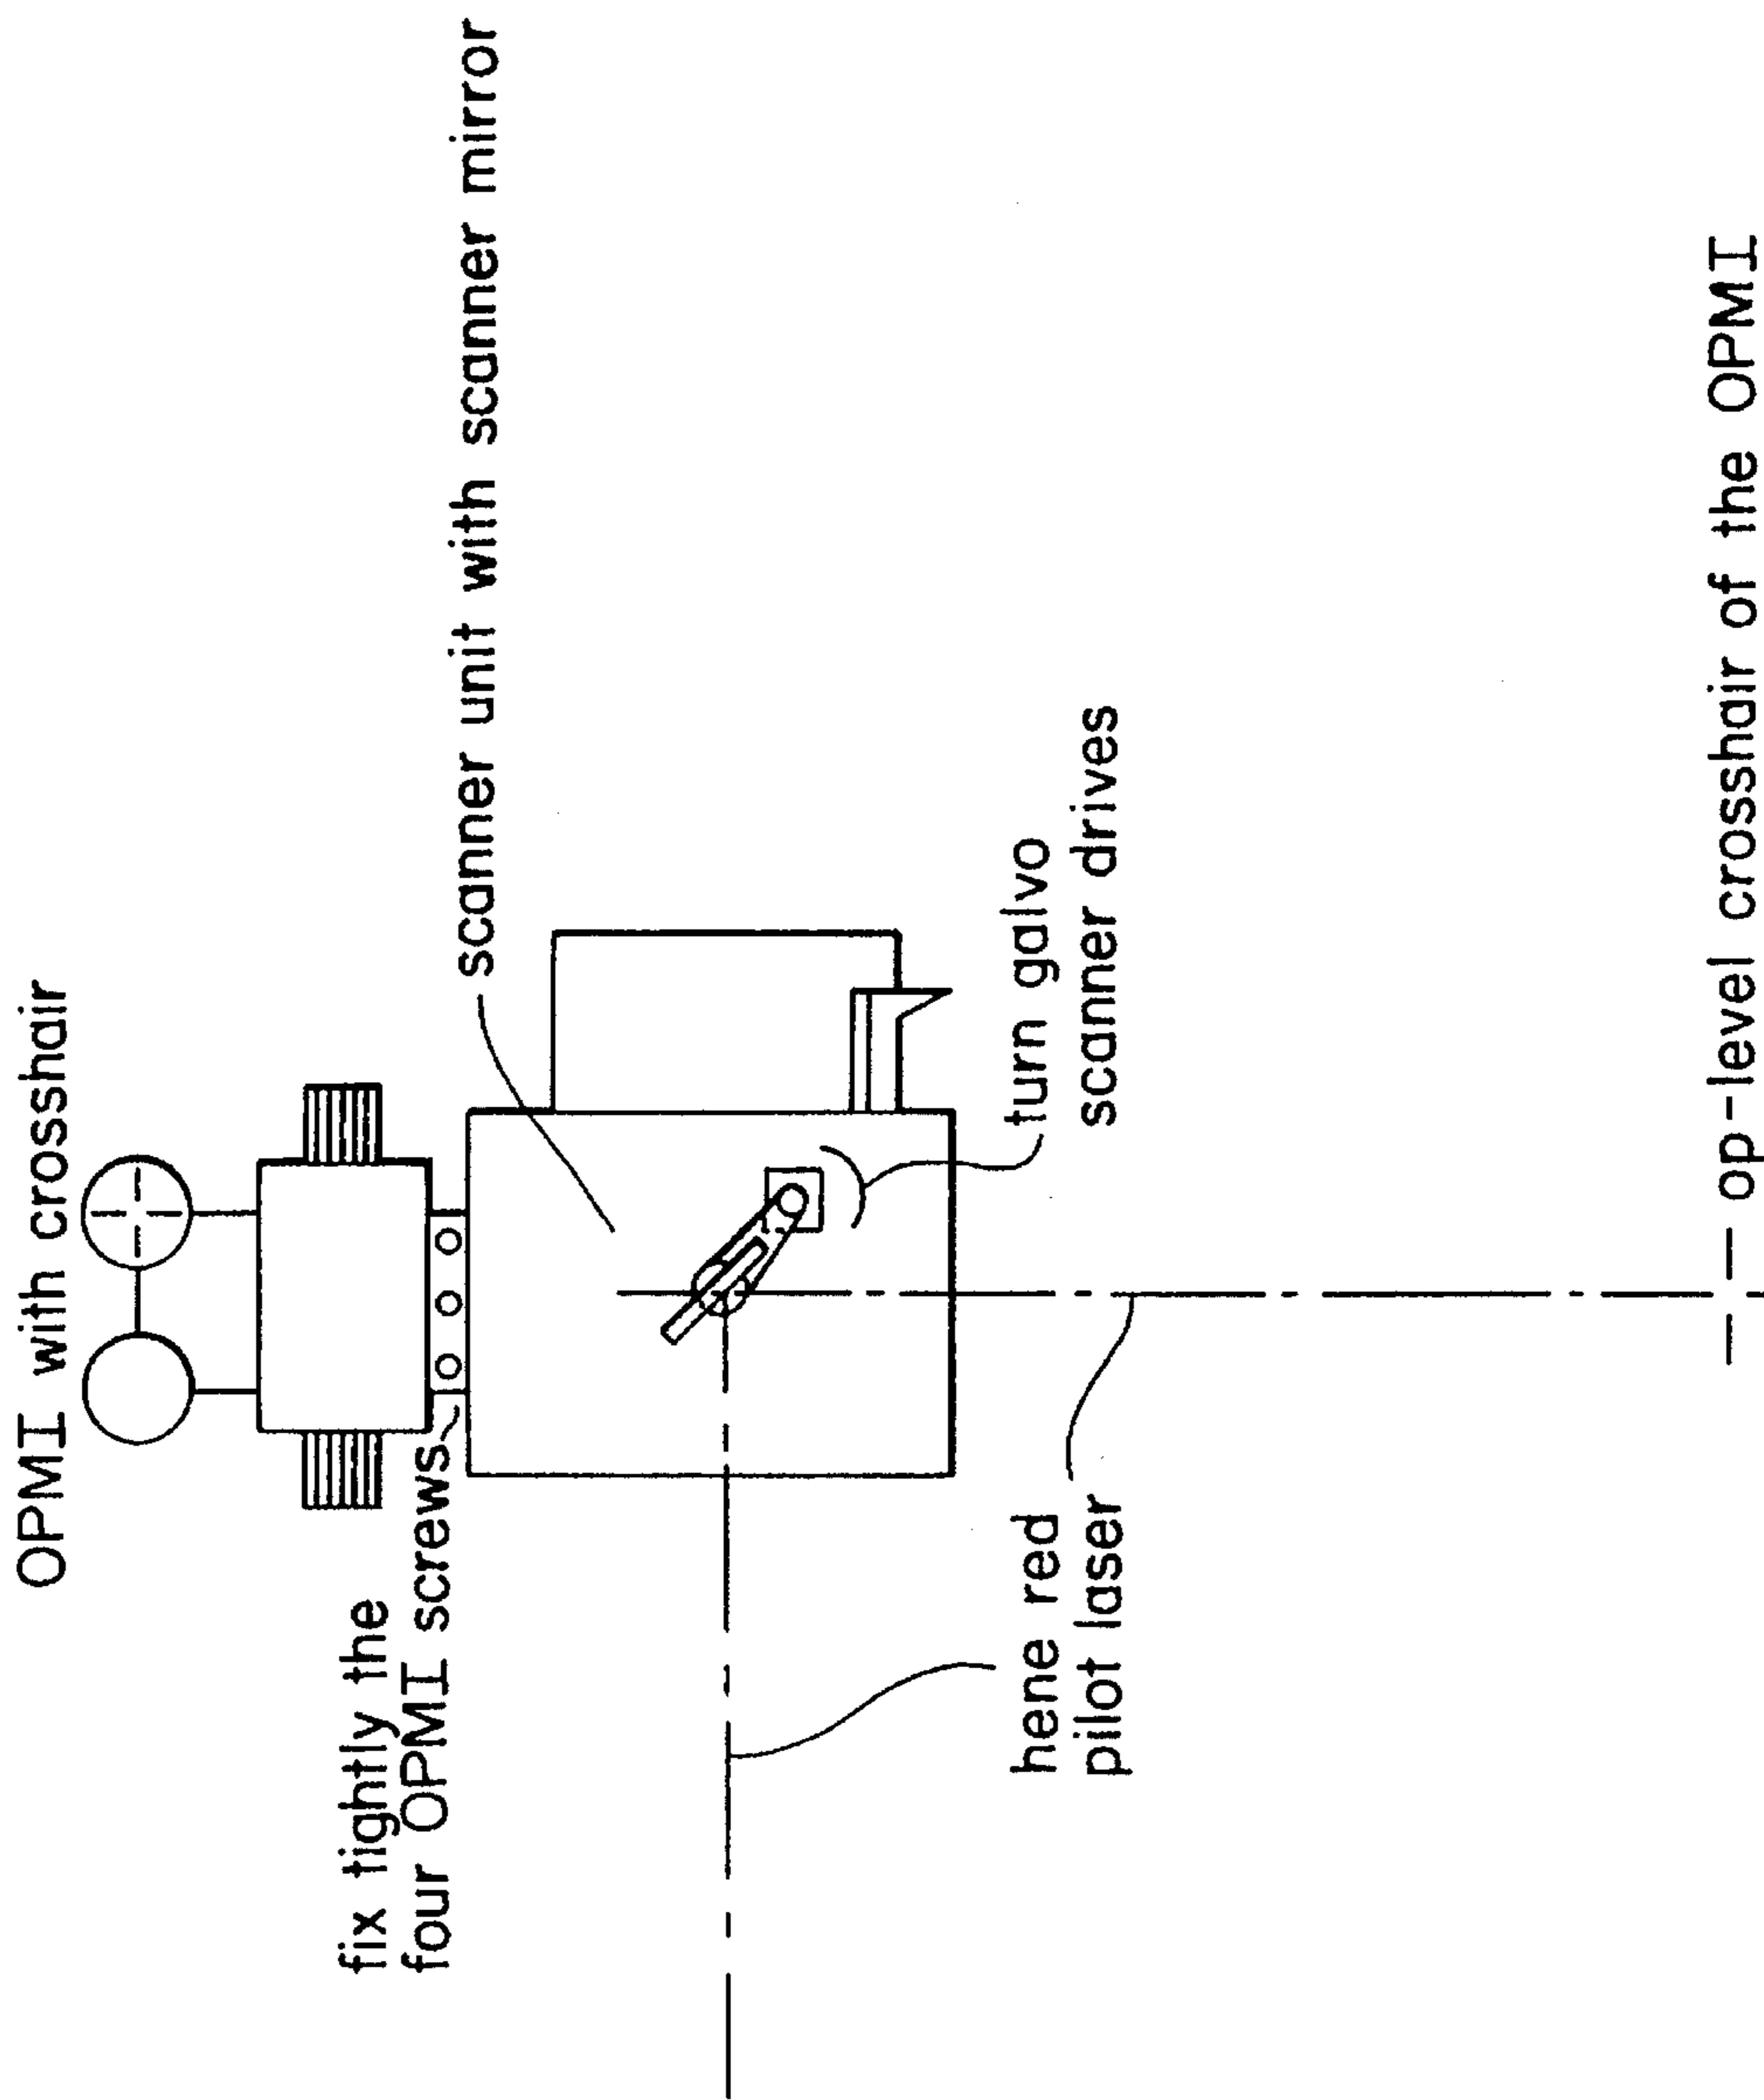 OPMI with crosshair
fix tightly the
four OPMI screws
scanner unit with scanner mirror
hene red
pilot laser
turn galvo
scanner drives
op-level crosshair of the OPMI